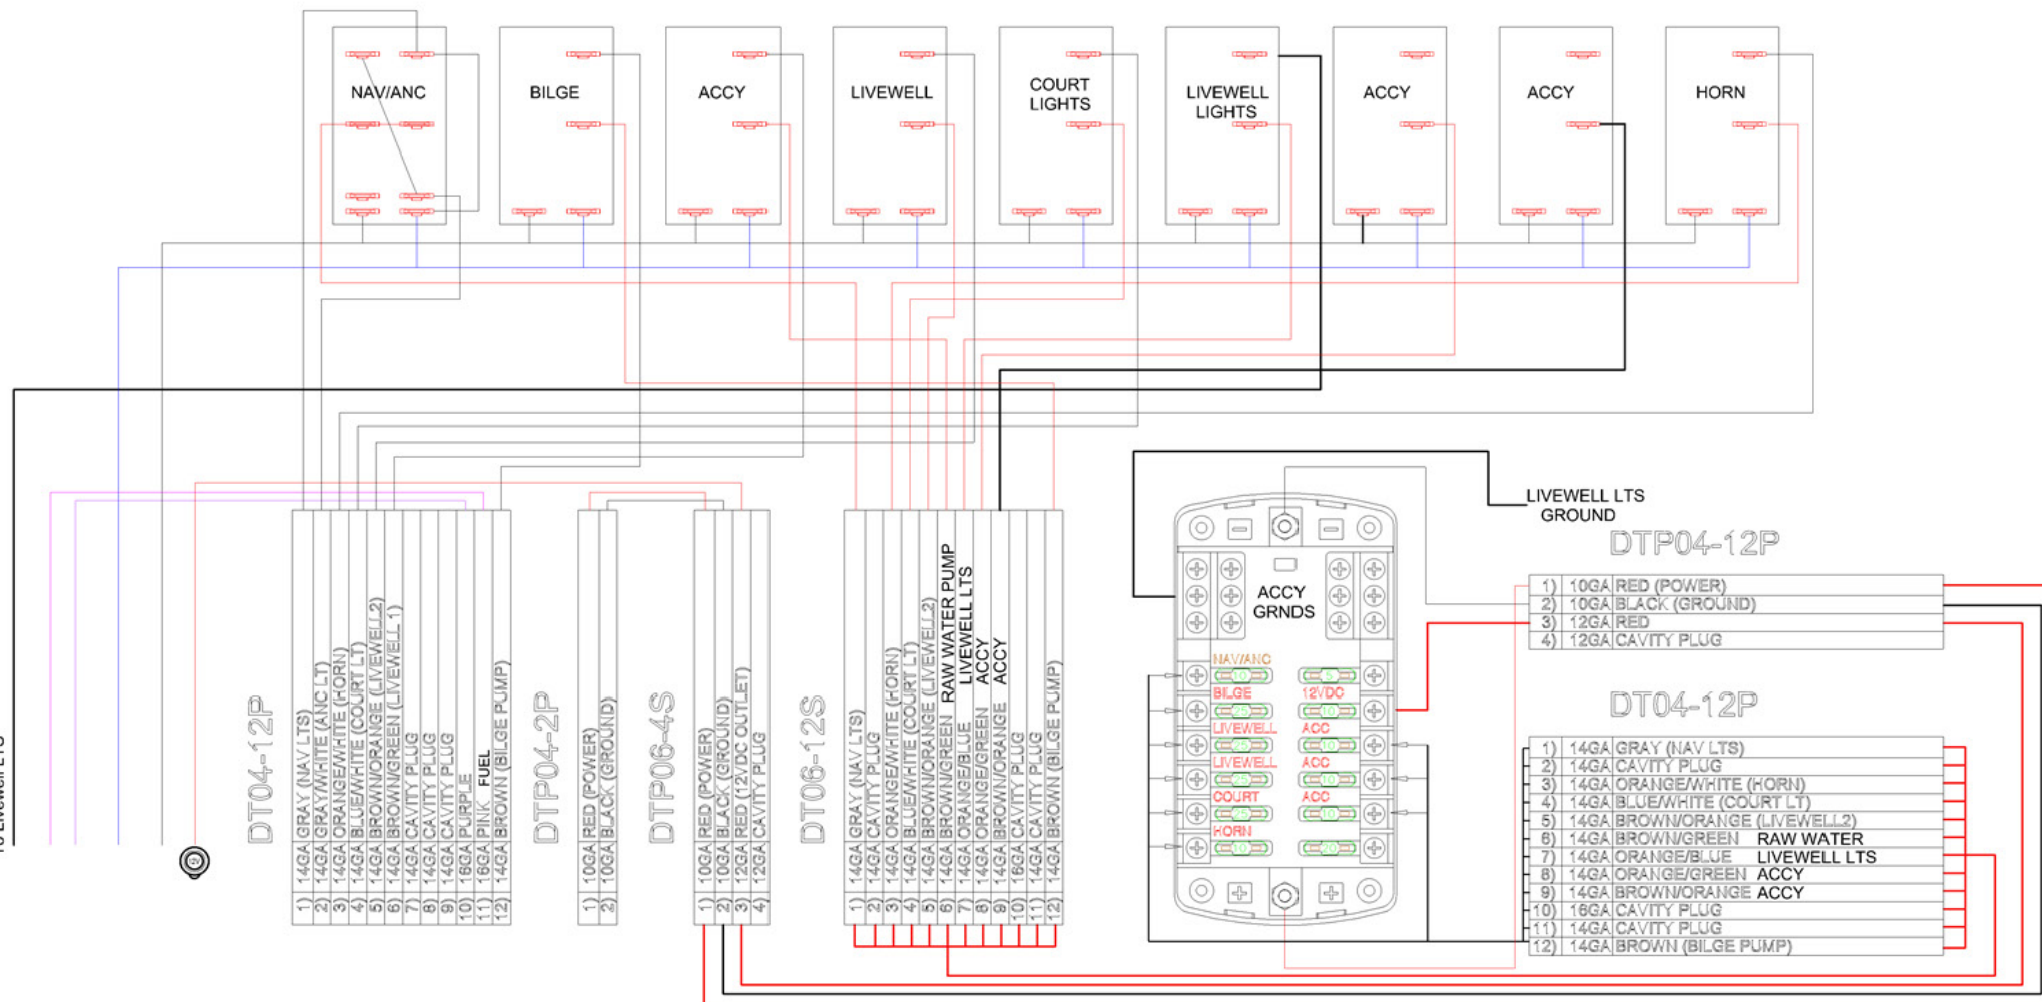 NAV/ANC
BILGE
ACCY
LIVEWELL
COURT
LIGHTS
LIVEWELL
LIGHTS
ACCY
ACCY
HORN
DT04-12P
1) 14GA GRAY (NAV LTS)
2) 14GA GRAY/WHITE (ANC LT)
3) 14GA ORANGE/WHITE (HORN)
4) 14GA BLUE/WHITE (COURT LT)
5) 14GA BROWN/ORANGE (LIVEWELL2)
6) 14GA BROWN/GREEN (LIVEWELL 1)
7) 14GA CAVITY PLUG
8) 14GA CAVITY PLUG
9) 14GA CAVITY PLUG
10) 16GA PURPLE
11) 16GA PINK FUEL
12) 14GA BROWN (BILGE PUMP)
DTP04-2P
1) 10GA RED (POWER)
2) 10GA BLACK (GROUND)
DTP06-4S
1) 10GA RED (POWER)
2) 10GA BLACK (GROUND)
3) 12GA RED (12VDC OUTLET)
4) 12GA CAVITY PLUG
DT06-12S
1) 14GA GRAY (NAV LTS)
2) 14GA CAVITY PLUG
3) 14GA ORANGE/WHITE (HORN)
4) 14GA BLUE/WHITE (COURT LT)
5) 14GA BROWN/ORANGE (LIVEWELL2)
6) 14GA BROWN/GREEN RAW WATER PUMP
7) 14GA ORANGE/BLUE LIVEWELL LTS
8) 14GA ORANGE/GREEN ACCY
9) 14GA BROWN/ORANGE ACCY
10) 16GA CAVITY PLUG
11) 14GA CAVITY PLUG
12) 14GA BROWN (BILGE PUMP)
ACCY
GRNDS
NAV/ANC
10 5
BILGE 12VDC
25 10
LIVEWELL ACC
25 10
LIVEWELL ACC
25 10
COURT ACC
25 10
HORN
10 20
LIVEWELL LTS
GROUND
DTP04-12P
1) 10GA RED (POWER)
2) 10GA BLACK (GROUND)
3) 12GA RED
4) 12GA CAVITY PLUG
DT04-12P
1) 14GA GRAY (NAV LTS)
2) 14GA CAVITY PLUG
3) 14GA ORANGE/WHITE (HORN)
4) 14GA BLUE/WHITE (COURT LT)
5) 14GA BROWN/ORANGE (LIVEWELL2)
6) 14GA BROWN/GREEN RAW WATER
7) 14GA ORANGE/BLUE LIVEWELL LTS
8) 14GA ORANGE/GREEN ACCY
9) 14GA BROWN/ORANGE ACCY
10) 16GA CAVITY PLUG
11) 14GA CAVITY PLUG
12) 14GA BROWN (BILGE PUMP)